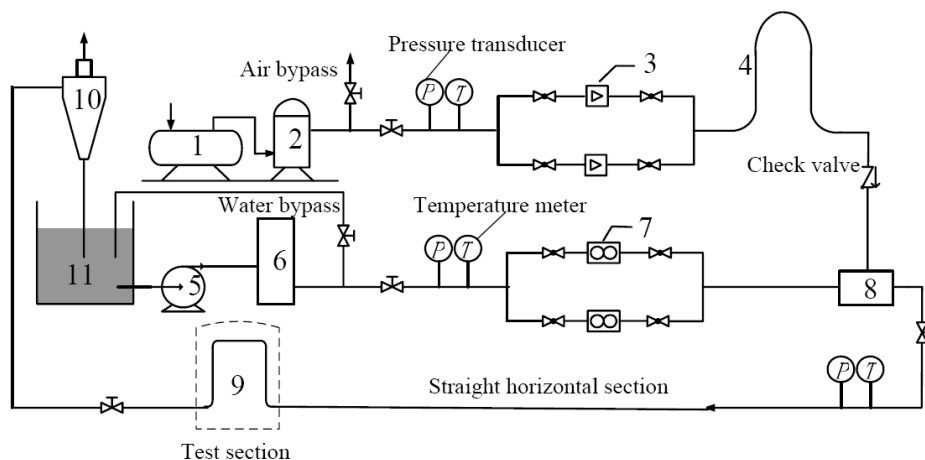 Pressure transducer
3
4
10
Air bypass
P
T
1
2
Check valve
Water bypass
Temperature meter
7
11
5
6
P
T
8
9
Straight horizontal section
P
T
Test section